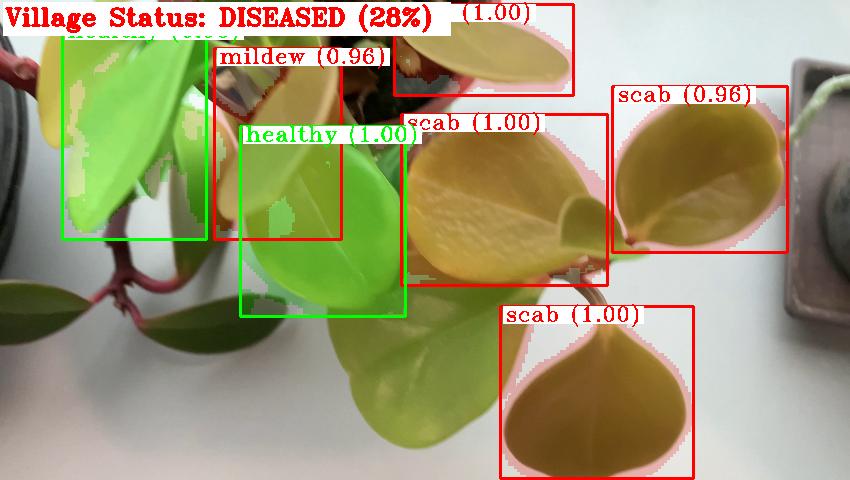 Village Status: DISEASED (28%)
(1.00)
mildew (0.96)
scab (0.96)
scab (1.00)
healthy (1.00)
scab (1.00)